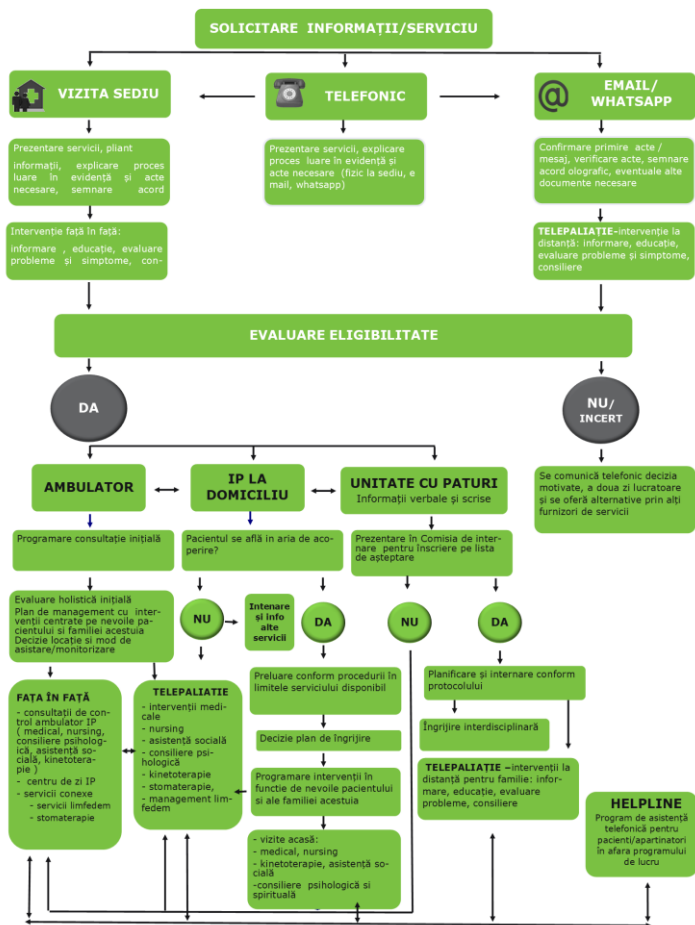 SOLICITARE INFORMAȚII/SERVICIU
VIZITA SEDIU
TELEFONIC
@
EMAIL/
WHATSAPP
Prezentare servicii, pliant
informații, explicare proces
luare în evidență și acte
necesare, semnare acord
Prezentare servicii, explicare
proces luare în evidență și
acte necesare (fizic la sediu, e
mail, whatsapp)
Confirmare primire acte /
mesaj, verificare acte, semnare
acord olografic, eventuale alte
documente necesare
Intervenție față în față:
informare , educație, evaluare
probleme și simptome, con-
TELEPALIAȚIE-intervenție la
distanță: informare, educație,
evaluare probleme și simptome,
consiliere
EVALUARE ELIGIBILITATE
DA
NU/
INCERT
AMBULATOR
IP LA
DOMICILIU
UNITATE CU PATURI
Informații verbale și scrise
Se comunică telefonic decizia
motivate, a doua zi lucratoare
și se oferă alternative prin alți
furnizori de servicii
Programare consultație inițială
Pacientul se află in aria de aco-
perire?
Prezentare în Comisia de inter-
nare pentru înscriere pe lista
de așteptare
Evaluare holistică inițială
Plan de management cu inter-
venții centrate pe nevoile pa-
cientului si familiei acestuia
Decizie locație si mod de
asistare/monitorizare
NU
Intenare
și info
alte
servicii
DA
NU
DA
Preluare conform procedurii în
limitele serviciului disponibil
Planificare și internare conform
protocolului
FAȚA ÎN FAȚĂ
- consultații de con-
trol ambulator IP
( medical, nursing,
consiliere psiholog-
ică, asistență so-
cială, kinetotera-
pie )
- centru de zi IP
- servicii conexe
- servicii limfedem
- stomaterapie
TELEPALIATIE
- intervenții medi-
cale
- nursing
- asistență socială
- consiliere psi-
hologică
- kinetoterapie
- stomaterapie,
- management lim-
fedem
Decizie plan de îngrijire
Îngrijire interdisciplinară
Programare intervenții în
functie de nevoile pacientului
si ale familiei acestuia
TELEPALIAȚIE -intervenții la
distanță pentru familie: infor-
mare, educație, evaluare
probleme, consiliere
- vizite acasă:
- medical, nursing
- kinetoterapie, asistență so-
cială
-consiliere psihologică si
spirituală
HELPLINE
Program de asistență
telefonică pentru
pacienti/apartinatori
în afara programului
de lucru